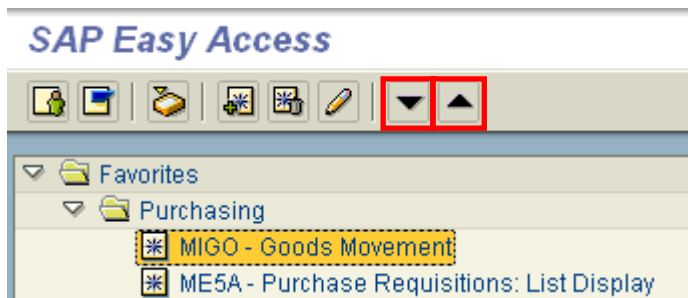 SAP Easy Access
Favorites
Purchasing
MIGO - Goods Movement
ME5A - Purchase Requisitions: List Display